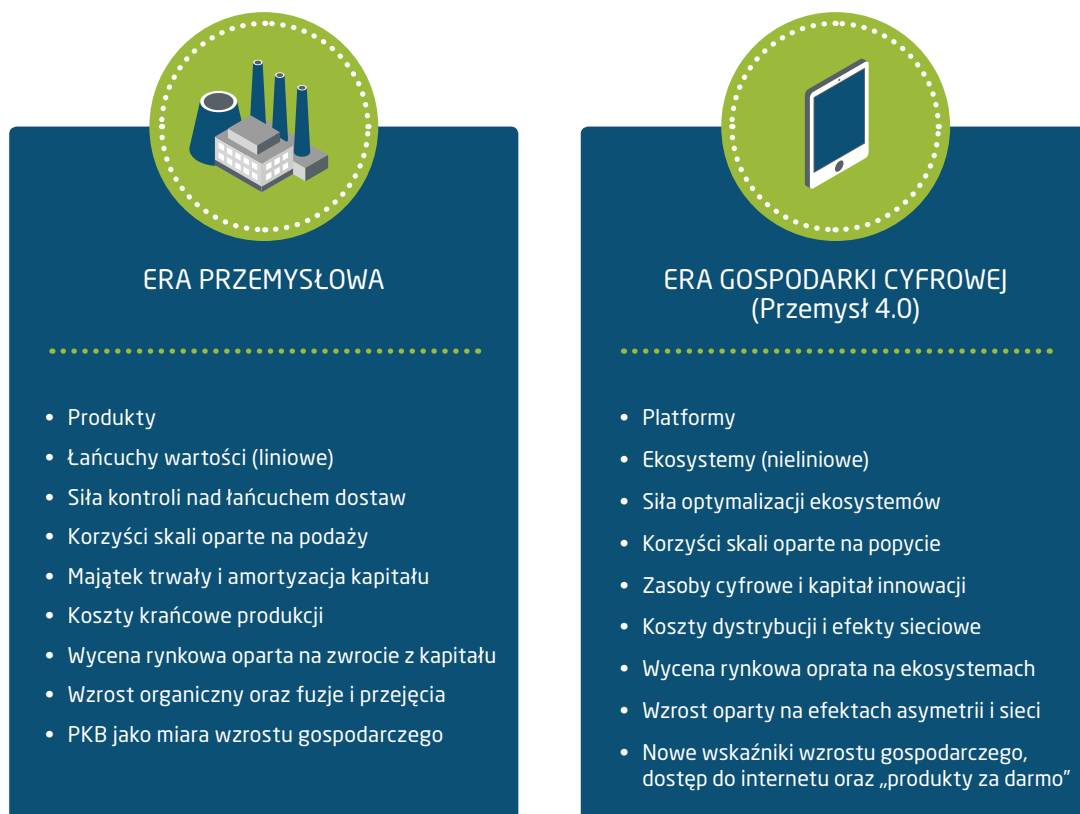 ERA PRZEMYSŁOWA
• Produkty
• Łańcuchy wartości (liniowe)
• Siła kontroli nad łańcuchem dostaw
• Korzyści skali oparte na podaży
• Majątek trwały i amortyzacja kapitału
• Koszty krańcowe produkcji
• Wycena rynkowa oparta na zwrocie z kapitału
• Wzrost organiczny oraz fuzje i przejęcia
• PKB jako miara wzrostu gospodarczego
ERA GOSPODARKI CYFROWEJ
(Przemysł 4.0)
• Platformy
• Ekosystemy (nieliniowe)
• Siła optymalizacji ekosystemów
• Korzyści skali oparte na popycie
• Zasoby cyfrowe i kapitał innowacji
• Koszty dystrybucji i efekty sieciowe
• Wycena rynkowa oprata na ekosystemach
• Wzrost oparty na efektach asymetrii i sieci
• Nowe wskaźniki wzrostu gospodarczego,
dostęp do internetu oraz „produkty za darmo”